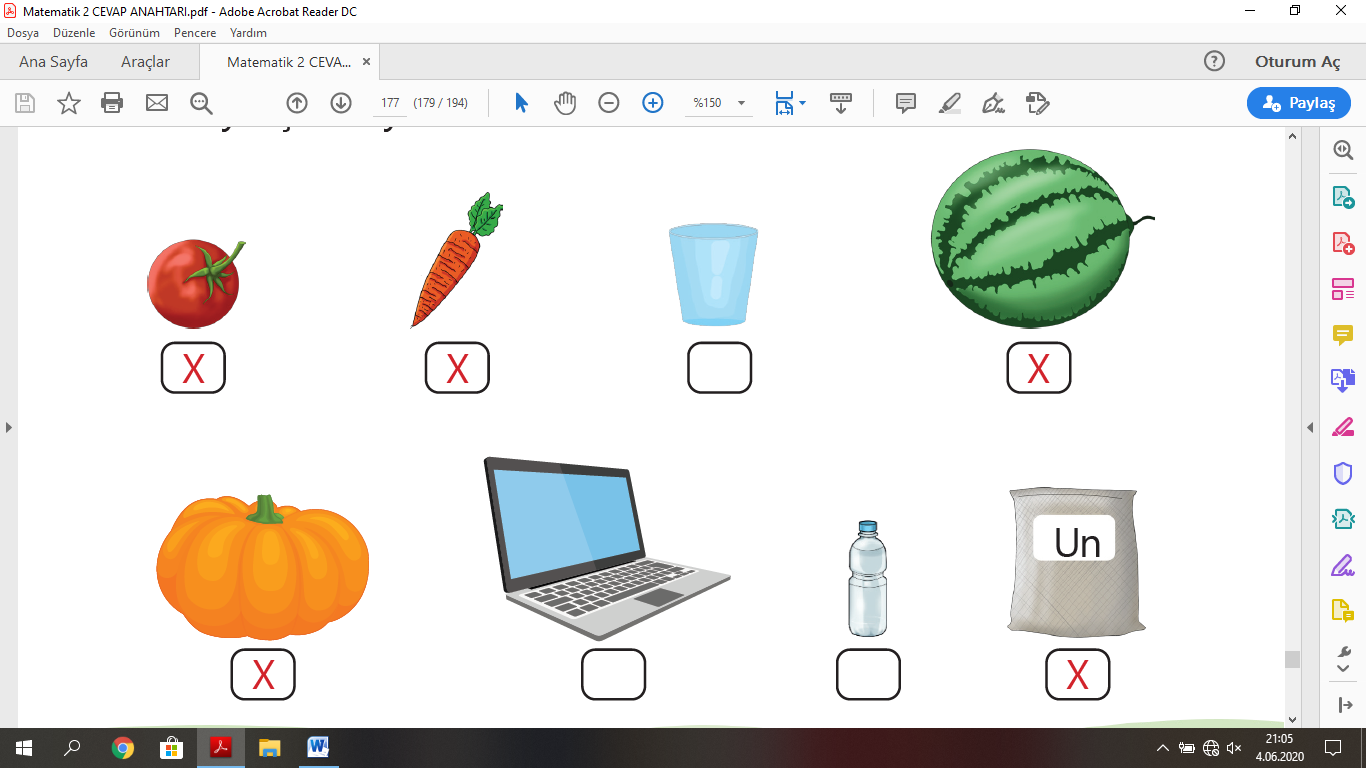 Matematik 2 CEVAP ANAHTARI.pdf - Adobe Acrobat Reader DC
Dosya Düzenle Görünüm Pencere Yardım
Ana Sayfa Araçlar Matematik 2 CEVA... Oturum Aç
177 (179 / 194) %150 Paylaş
X X X
Un
X X
21:05
4.06.2020